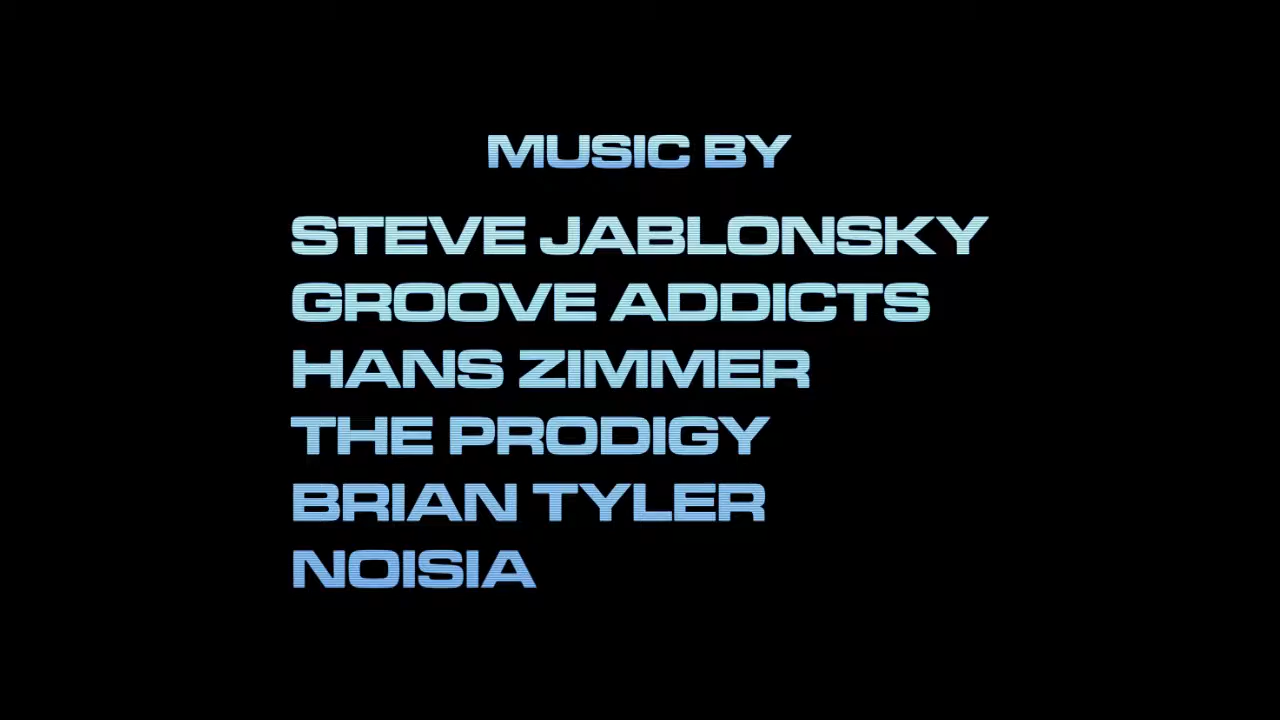 MUSIC BY
STEVE JABLONSKY
GROOVE ADDICTS
HANS ZIMMER
THE PRODIGY
BRIAN TYLER
NOISIA